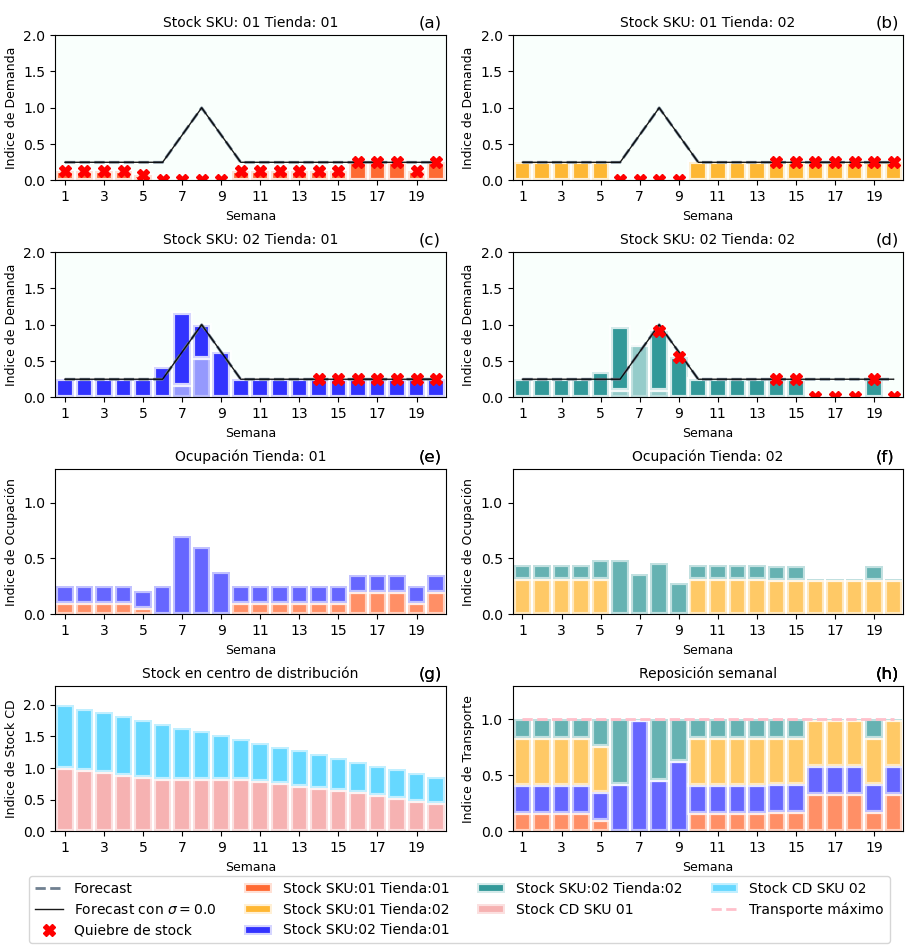 Stock SKU: 01 Tienda: 01 (a)
Indice de Demanda
2.0
1.5
1.0
0.5
0.0
1 3 5 7 9 11 13 15 17 19
Semana
Stock SKU: 01 Tienda: 02 (b)
Indice de Demanda
2.0
1.5
1.0
0.5
0.0
1 3 5 7 9 11 13 15 17 19
Semana
Stock SKU: 02 Tienda: 01 (c)
Indice de Demanda
2.0
1.5
1.0
0.5
0.0
1 3 5 7 9 11 13 15 17 19
Semana
Stock SKU: 02 Tienda: 02 (d)
Indice de Demanda
2.0
1.5
1.0
0.5
0.0
1 3 5 7 9 11 13 15 17 19
Semana
Ocupación Tienda: 01 (e)
Indice de Ocupación
1.0
0.5
0.0
1 3 5 7 9 11 13 15 17 19
Semana
Ocupación Tienda: 02 (f)
Indice de Ocupación
1.0
0.5
0.0
1 3 5 7 9 11 13 15 17 19
Semana
Stock en centro de distribución (g)
Indice de Stock CD
2.0
1.5
1.0
0.5
0.0
1 3 5 7 9 11 13 15 17 19
Semana
Reposición semanal (h)
Indice de Transporte
1.0
0.5
0.0
1 3 5 7 9 11 13 15 17 19
Semana
Forecast
Forecast con σ = 0.0
Quiebre de stock
Stock SKU:01 Tienda:01
Stock SKU:01 Tienda:02
Stock SKU:02 Tienda:01
Stock SKU:02 Tienda:02
Stock CD SKU 01
Stock CD SKU 02
Transporte máximo